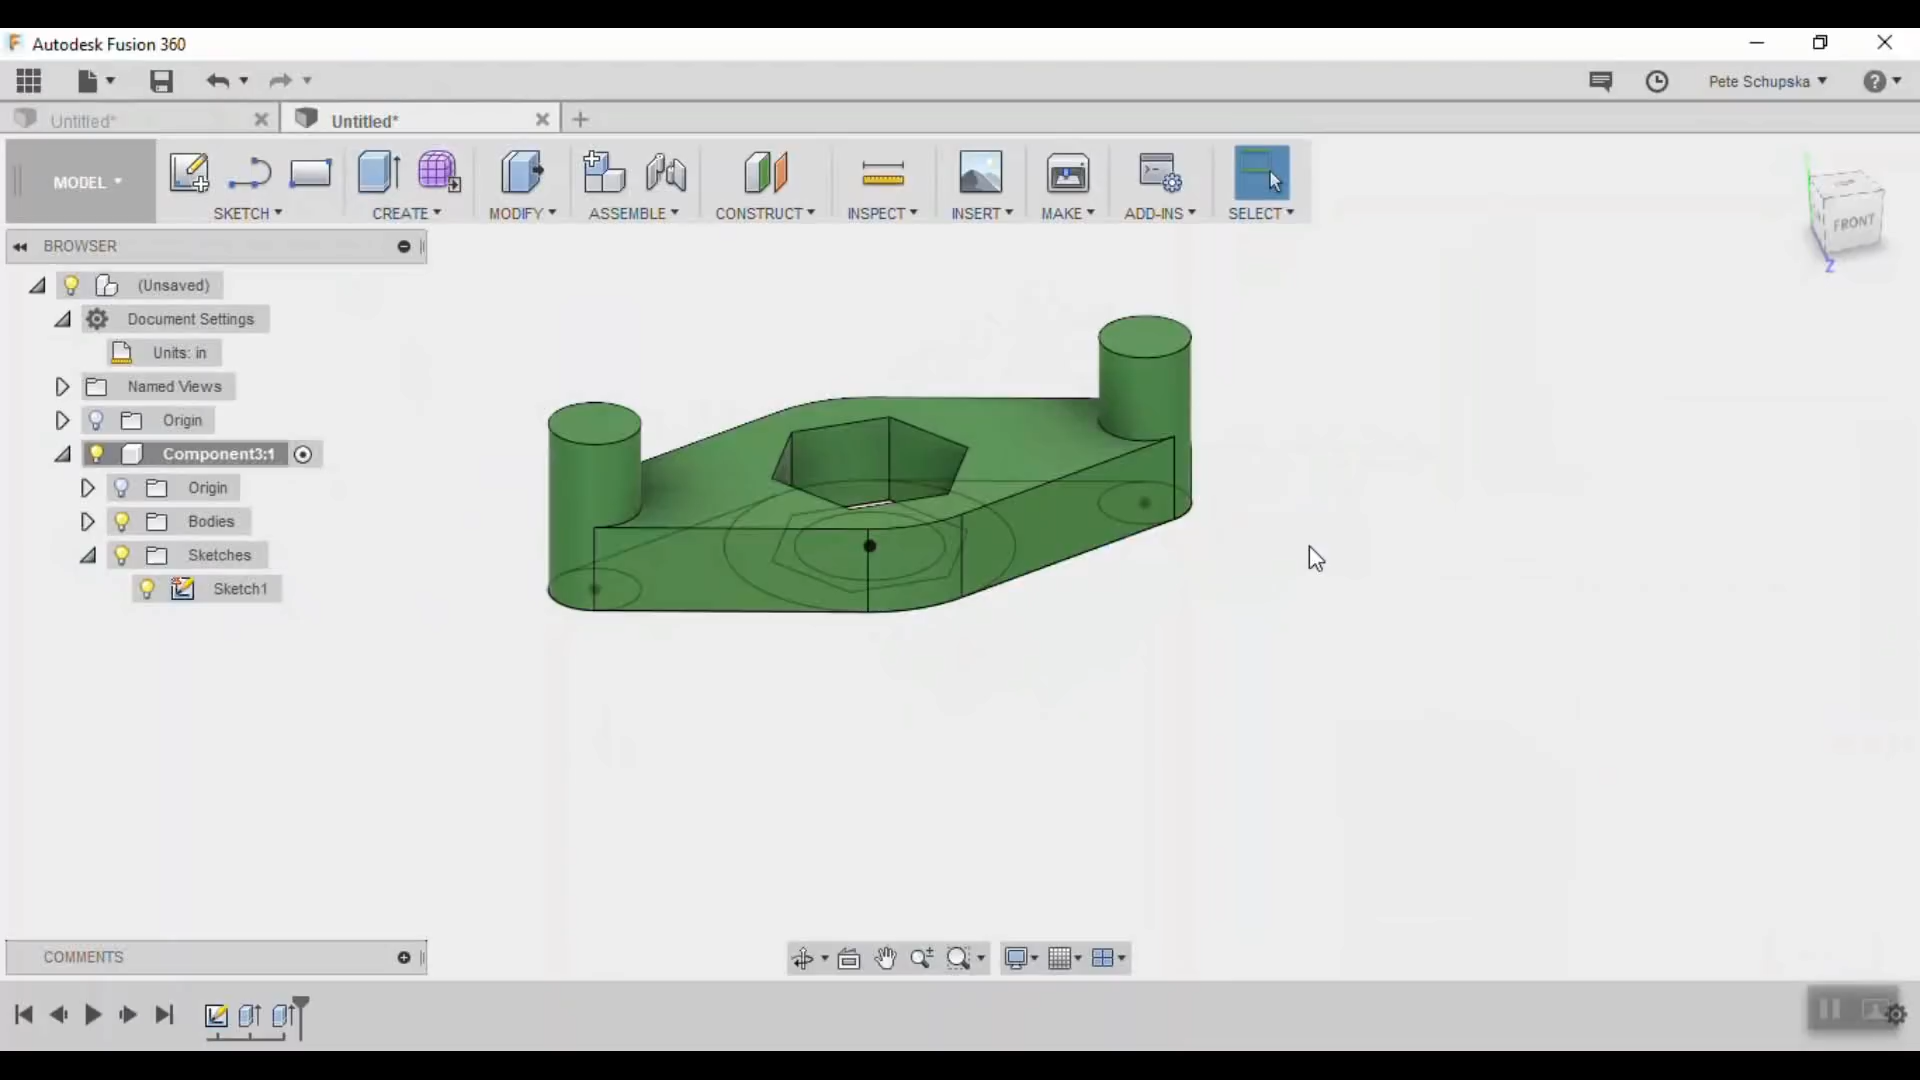 Autodesk Fusion 360
Pete Schupska
Untitled*
Untitled*
MODEL
SKETCH
CREATE
MODIFY
ASSEMBLE
CONSTRUCT
INSPECT
INSERT
MAKE
ADD-INS
SELECT
FRONT
Z
BROWSER
(Unsaved)
Document Settings
Units: in
Named Views
Origin
Component3:1
Origin
Bodies
Sketches
Sketch1
COMMENTS